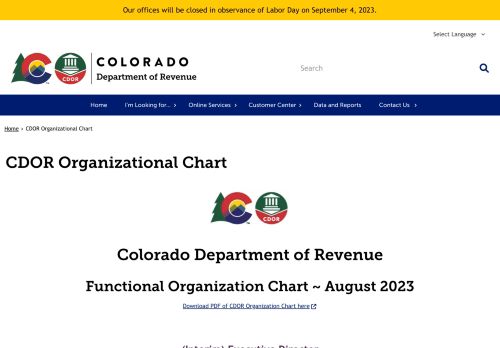 Our offices will be closed in observance of Labor Day on September 4, 2023.
Select Language
COLORADO
Department of Revenue
CDOR
Search
Home
I'm Looking for...
Online Services
Customer Center
Data and Reports
Contact Us
Home › CDOR Organizational Chart
CDOR Organizational Chart
CDOR
Colorado Department of Revenue
Functional Organization Chart ~ August 2023
Download PDF of CDOR Organization Chart here
(Interim) Executive Director